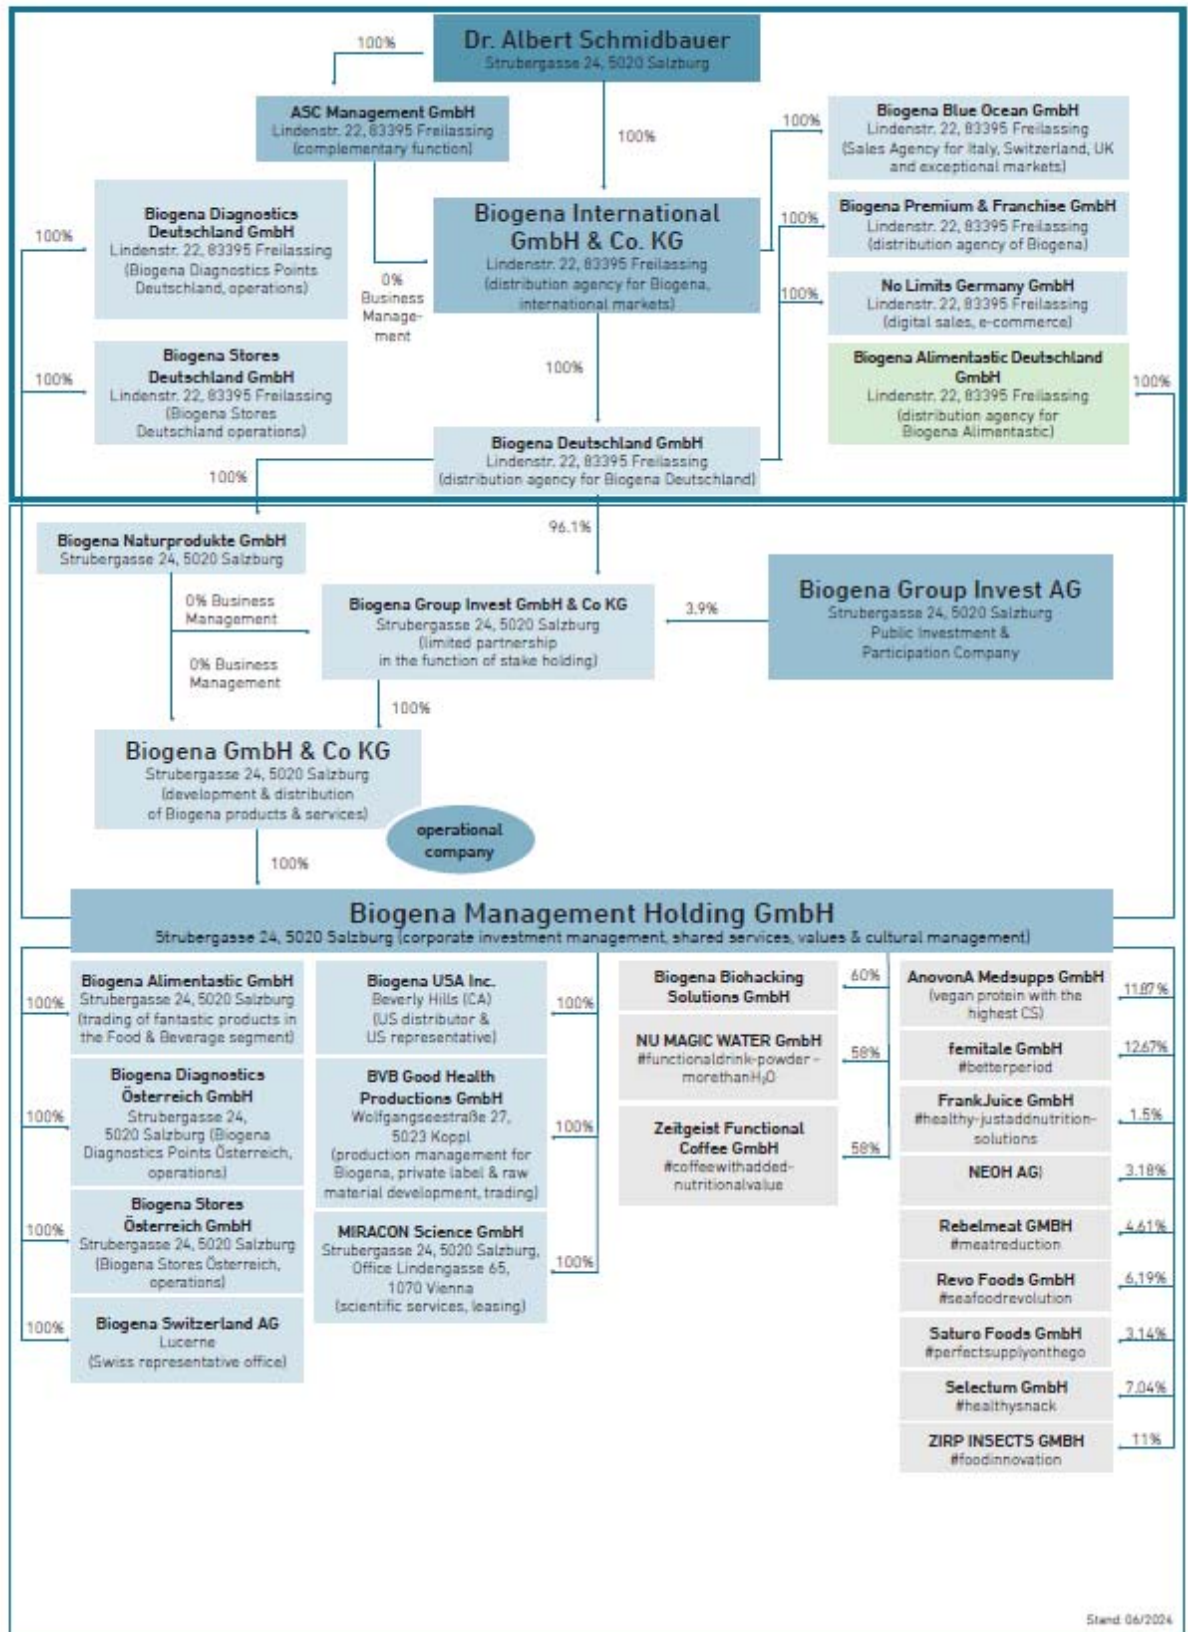 Dr. Albert Schmidbauer
Strubergasse 24, 5020 Salzburg
100%
ASC Management GmbH
Lindenstr. 22, 83395 Freilassing
(complementary function)
100%
100%
Biogena Blue Ocean GmbH
Lindenstr. 22, 83395 Freilassing
(Sales Agency for Italy, Switzerland, UK
and exceptional markets)
100%
Biogena Diagnostics
Deutschland GmbH
Lindenstr. 22, 83395 Freilassing
(Biogena Diagnostics Points
Deutschland, operations)
Biogena International
GmbH & Co. KG
Lindenstr. 22, 83395 Freilassing
(distribution agency for Biogena,
international markets)
0%
Business
Manage-
ment
100%
Biogena Premium & Franchise GmbH
Lindenstr. 22, 83395 Freilassing
(distribution agency of Biogena)
100%
No Limits Germany GmbH
Lindenstr. 22, 83395 Freilassing
(digital sales, e-commerce)
100%
Biogena Stores
Deutschland GmbH
Lindenstr. 22, 83395 Freilassing
(Biogena Stores
Deutschland operations)
100%
Biogena Alimentastic Deutschland
GmbH
Lindenstr. 22, 83395 Freilassing
(distribution agency for
Biogena Alimentastic)
100%
Biogena Deutschland GmbH
Lindenstr. 22, 83395 Freilassing
(distribution agency for Biogena Deutschland)
100%
96.1%
Biogena Naturprodukte GmbH
Strubergasse 24, 5020 Salzburg
0% Business
Management
0% Business
Management
Biogena Group Invest GmbH & Co KG
Strubergasse 24, 5020 Salzburg
(limited partnership
in the function of stake holding)
3.9%
Biogena Group Invest AG
Strubergasse 24, 5020 Salzburg
Public Investment &
Participation Company
100%
Biogena GmbH & Co KG
Strubergasse 24, 5020 Salzburg
(development & distribution
of Biogena products & services)
operational
company
100%
Biogena Management Holding GmbH
Strubergasse 24, 5020 Salzburg (corporate investment management, shared services, values & cultural management)
100%
Biogena Alimentastic GmbH
Strubergasse 24, 5020 Salzburg
(trading of fantastic products in
the Food & Beverage segment)
100%
Biogena Diagnostics
Österreich GmbH
Strubergasse 24,
5020 Salzburg (Biogena
Diagnostics Points Österreich,
operations)
100%
Biogena Stores
Österreich GmbH
Strubergasse 24, 5020 Salzburg
(Biogena Stores Österreich,
operations)
100%
Biogena Switzerland AG
Lucerne
(Swiss representative office)
Biogena USA Inc.
Beverly Hills (CA)
(US distributor &
US representative)
100%
BVB Good Health
Productions GmbH
Wolfgangseestraße 27,
5023 Koppl
(production management for
Biogena, private label & raw
material development, trading)
100%
MIRACON Science GmbH
Strubergasse 24, 5020 Salzburg,
Office Lindengasse 65,
1070 Vienna
(scientific services, leasing)
100%
Biogena Biohacking
Solutions GmbH
60%
NU MAGIC WATER GmbH
#functionaldrink-powder -
morethanH₂O
58%
Zeitgeist Functional
Coffee GmbH
#coffeewithadded-
nutritionalvalue
58%
AnovonA Medsupps GmbH
(vegan protein with the
highest CS)
11.87%
femitale GmbH
#betterperiod
12.67%
FrankJuice GmbH
#healthy-justaddnutrition-
solutions
1.5%
NEOH AG)
3.18%
Rebelmeat GMBH
#meatreduction
4.61%
Revo Foods GmbH
#seafoodrevolution
6,19%
Saturo Foods GmbH
#perfectsupplyonthego
3.14%
Selectum GmbH
#healthysnack
7.04%
ZIRP INSECTS GMBH
#foodinnovation
11%
Stand: 06/2024